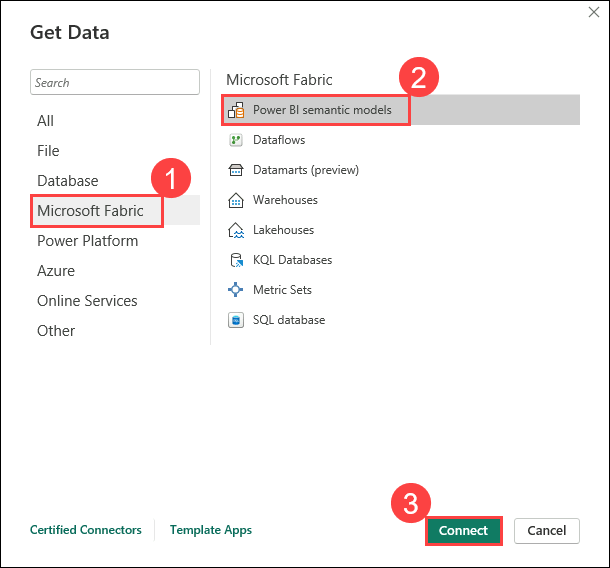 Get Data
Search
All
File
Database
1
Microsoft Fabric
Power Platform
Azure
Online Services
Other
Microsoft Fabric
2
Power BI semantic models
Dataflows
Datamarts (preview)
Warehouses
Lakehouses
KQL Databases
Metric Sets
SQL database
Certified Connectors
Template Apps
3
Connect
Cancel